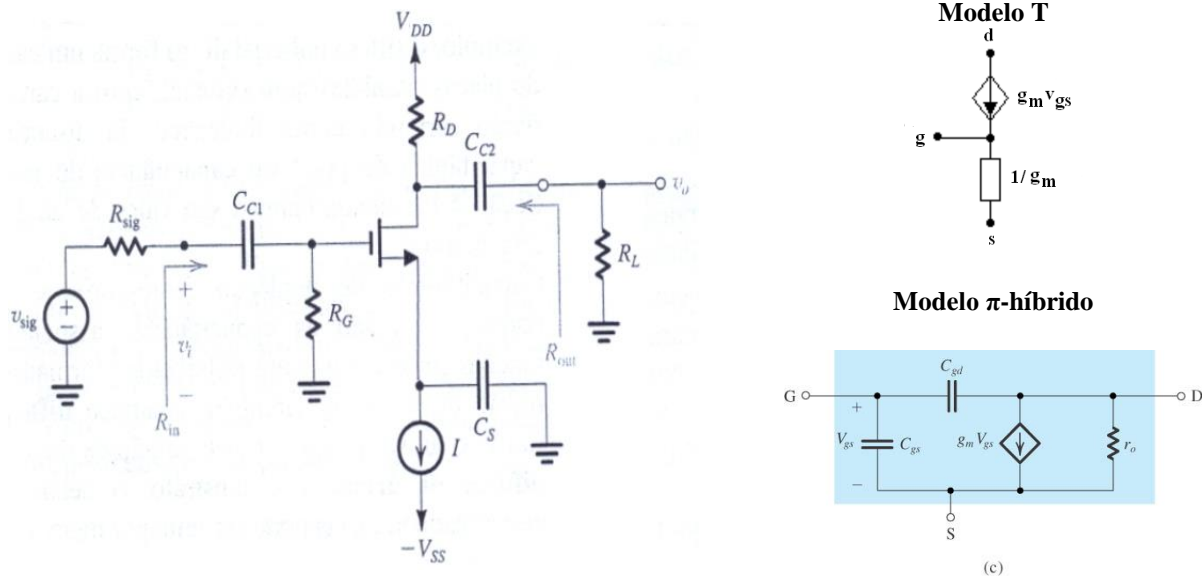 V_DD
R_D
C_C2
v_o
R_sig
C_C1
R_L
v_sig
+
−
+
v_i
−
R_G
R_out
R_in
C_S
I
−V_SS
Modelo T
d
g_m v_gs
g
1/ g_m
s
Modelo π-híbrido
C_gd
G
D
+
V_gs
C_gs
g_m V_gs
r_o
−
S
(c)